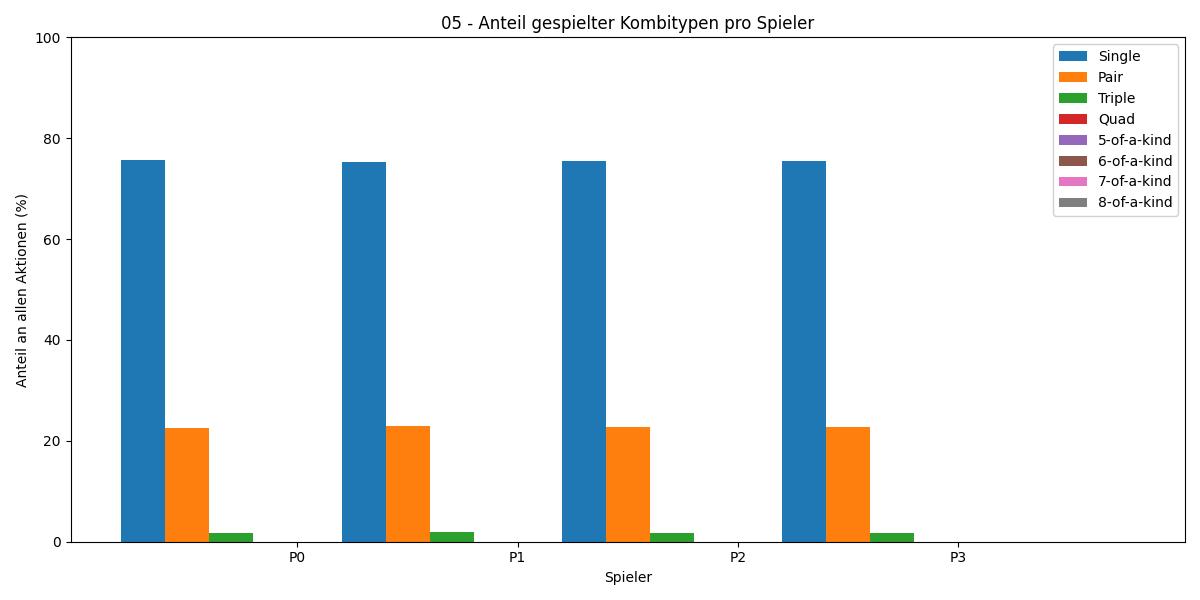 05 - Anteil gespielter Kombitypen pro Spieler
Anteil an allen Aktionen (%)
100
80
60
40
20
0
Single
Pair
Triple
Quad
5-of-a-kind
6-of-a-kind
7-of-a-kind
8-of-a-kind
P0 P1 P2 P3
Spieler